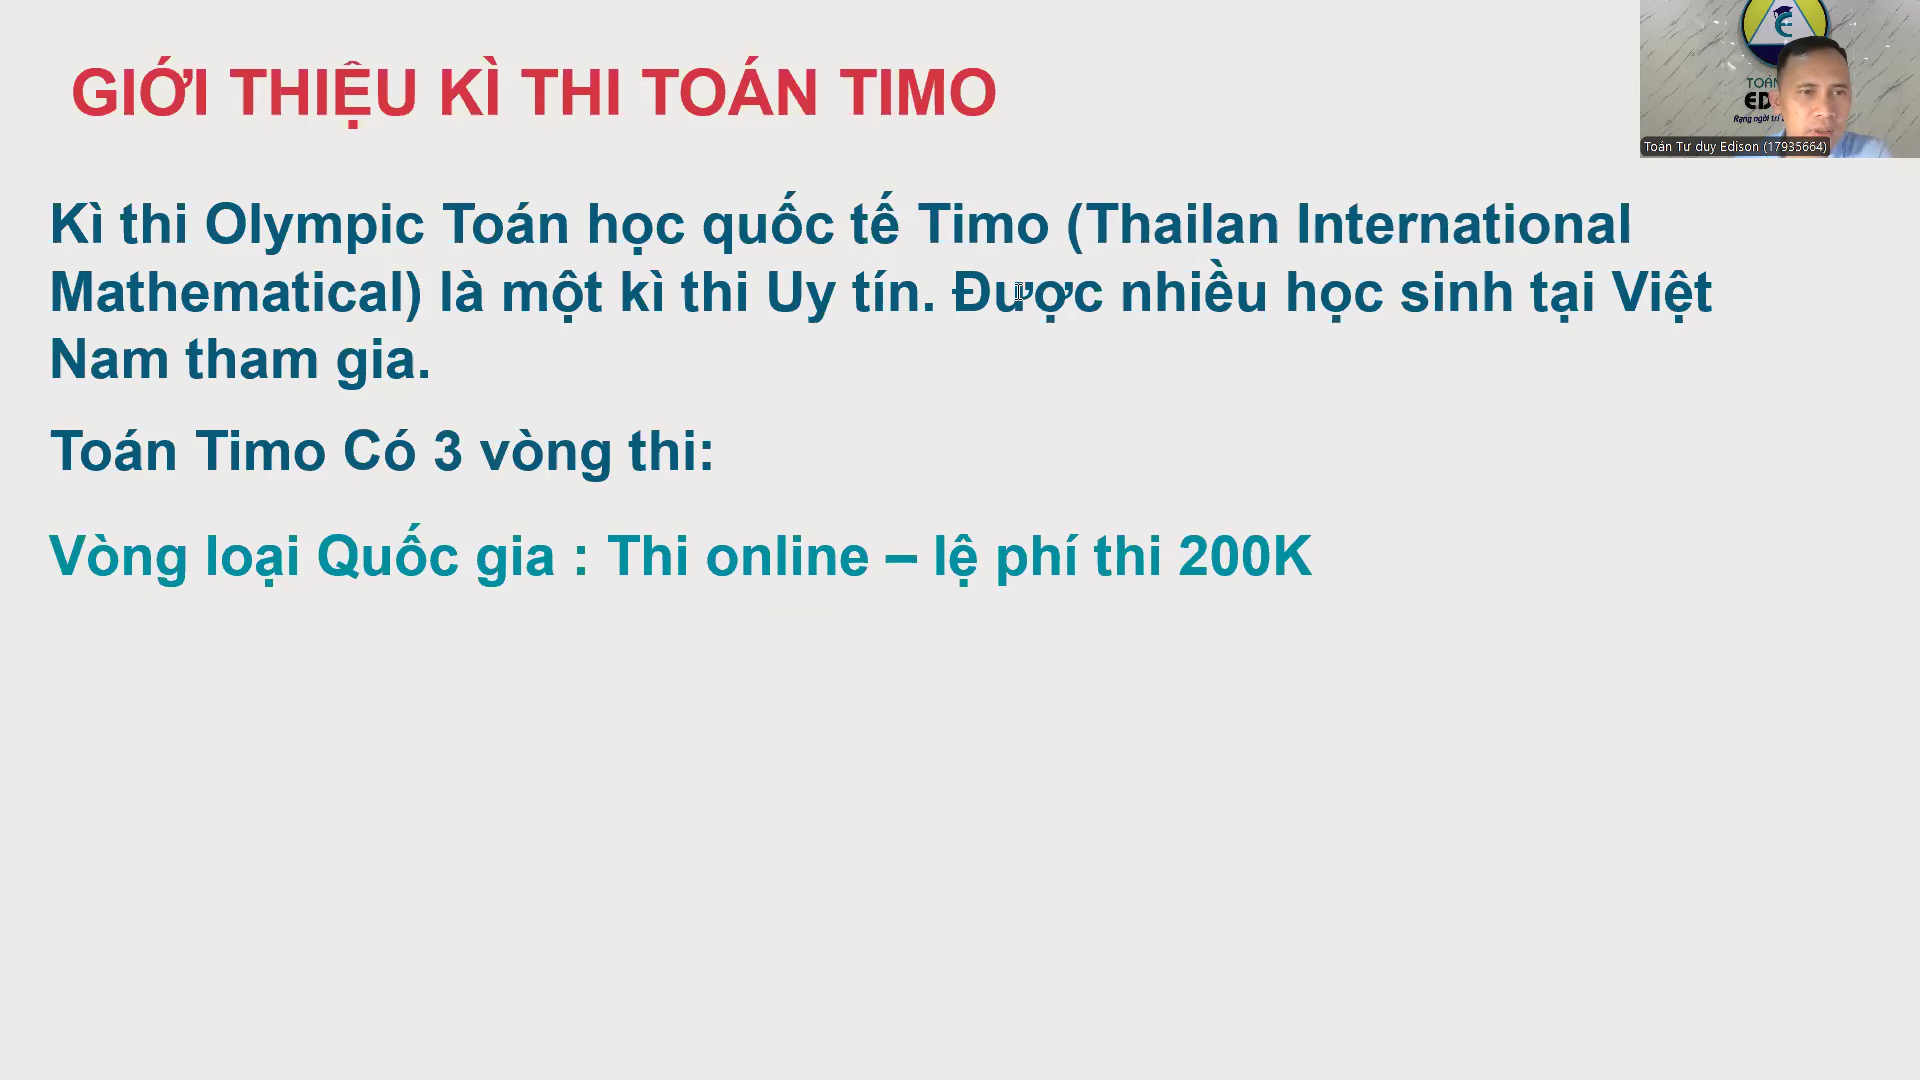 GIỚI THIỆU KÌ THI TOÁN TIMO
Kì thi Olympic Toán học quốc tế Timo (Thailan International
Mathematical) là một kì thi Uy tín. Được nhiều học sinh tại Việt
Nam tham gia.
Toán Timo Có 3 vòng thi:
Vòng loại Quốc gia : Thi online – lệ phí thi 200K
Toán Tư duy Edison (17935664)